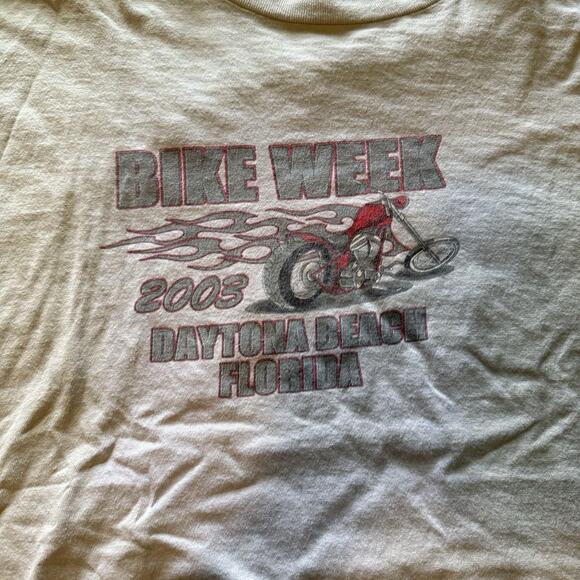 BIKE WEEK
2003
DAYTONA BEACH
FLORIDA